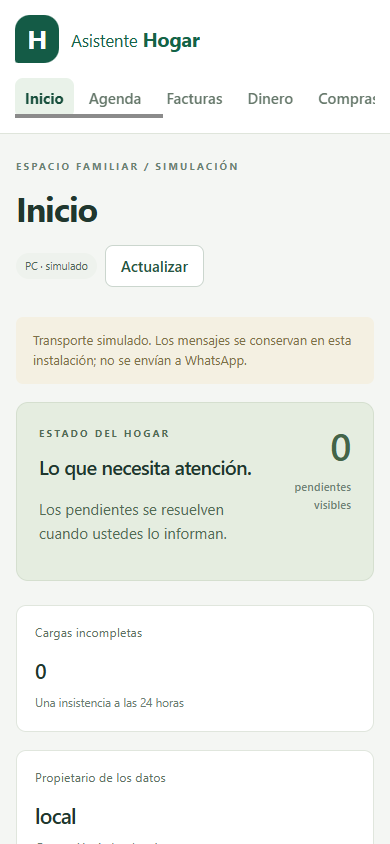 H
Asistente Hogar
Inicio Agenda Facturas Dinero Compras
ESPACIO FAMILIAR / SIMULACIÓN
Inicio
PC · simulado Actualizar
Transporte simulado. Los mensajes se conservan en esta
instalación; no se envían a WhatsApp.
ESTADO DEL HOGAR
Lo que necesita atención.
Los pendientes se resuelven
cuando ustedes lo informan.
0
pendientes
visibles
Cargas incompletas
0
Una insistencia a las 24 horas
Propietario de los datos
local